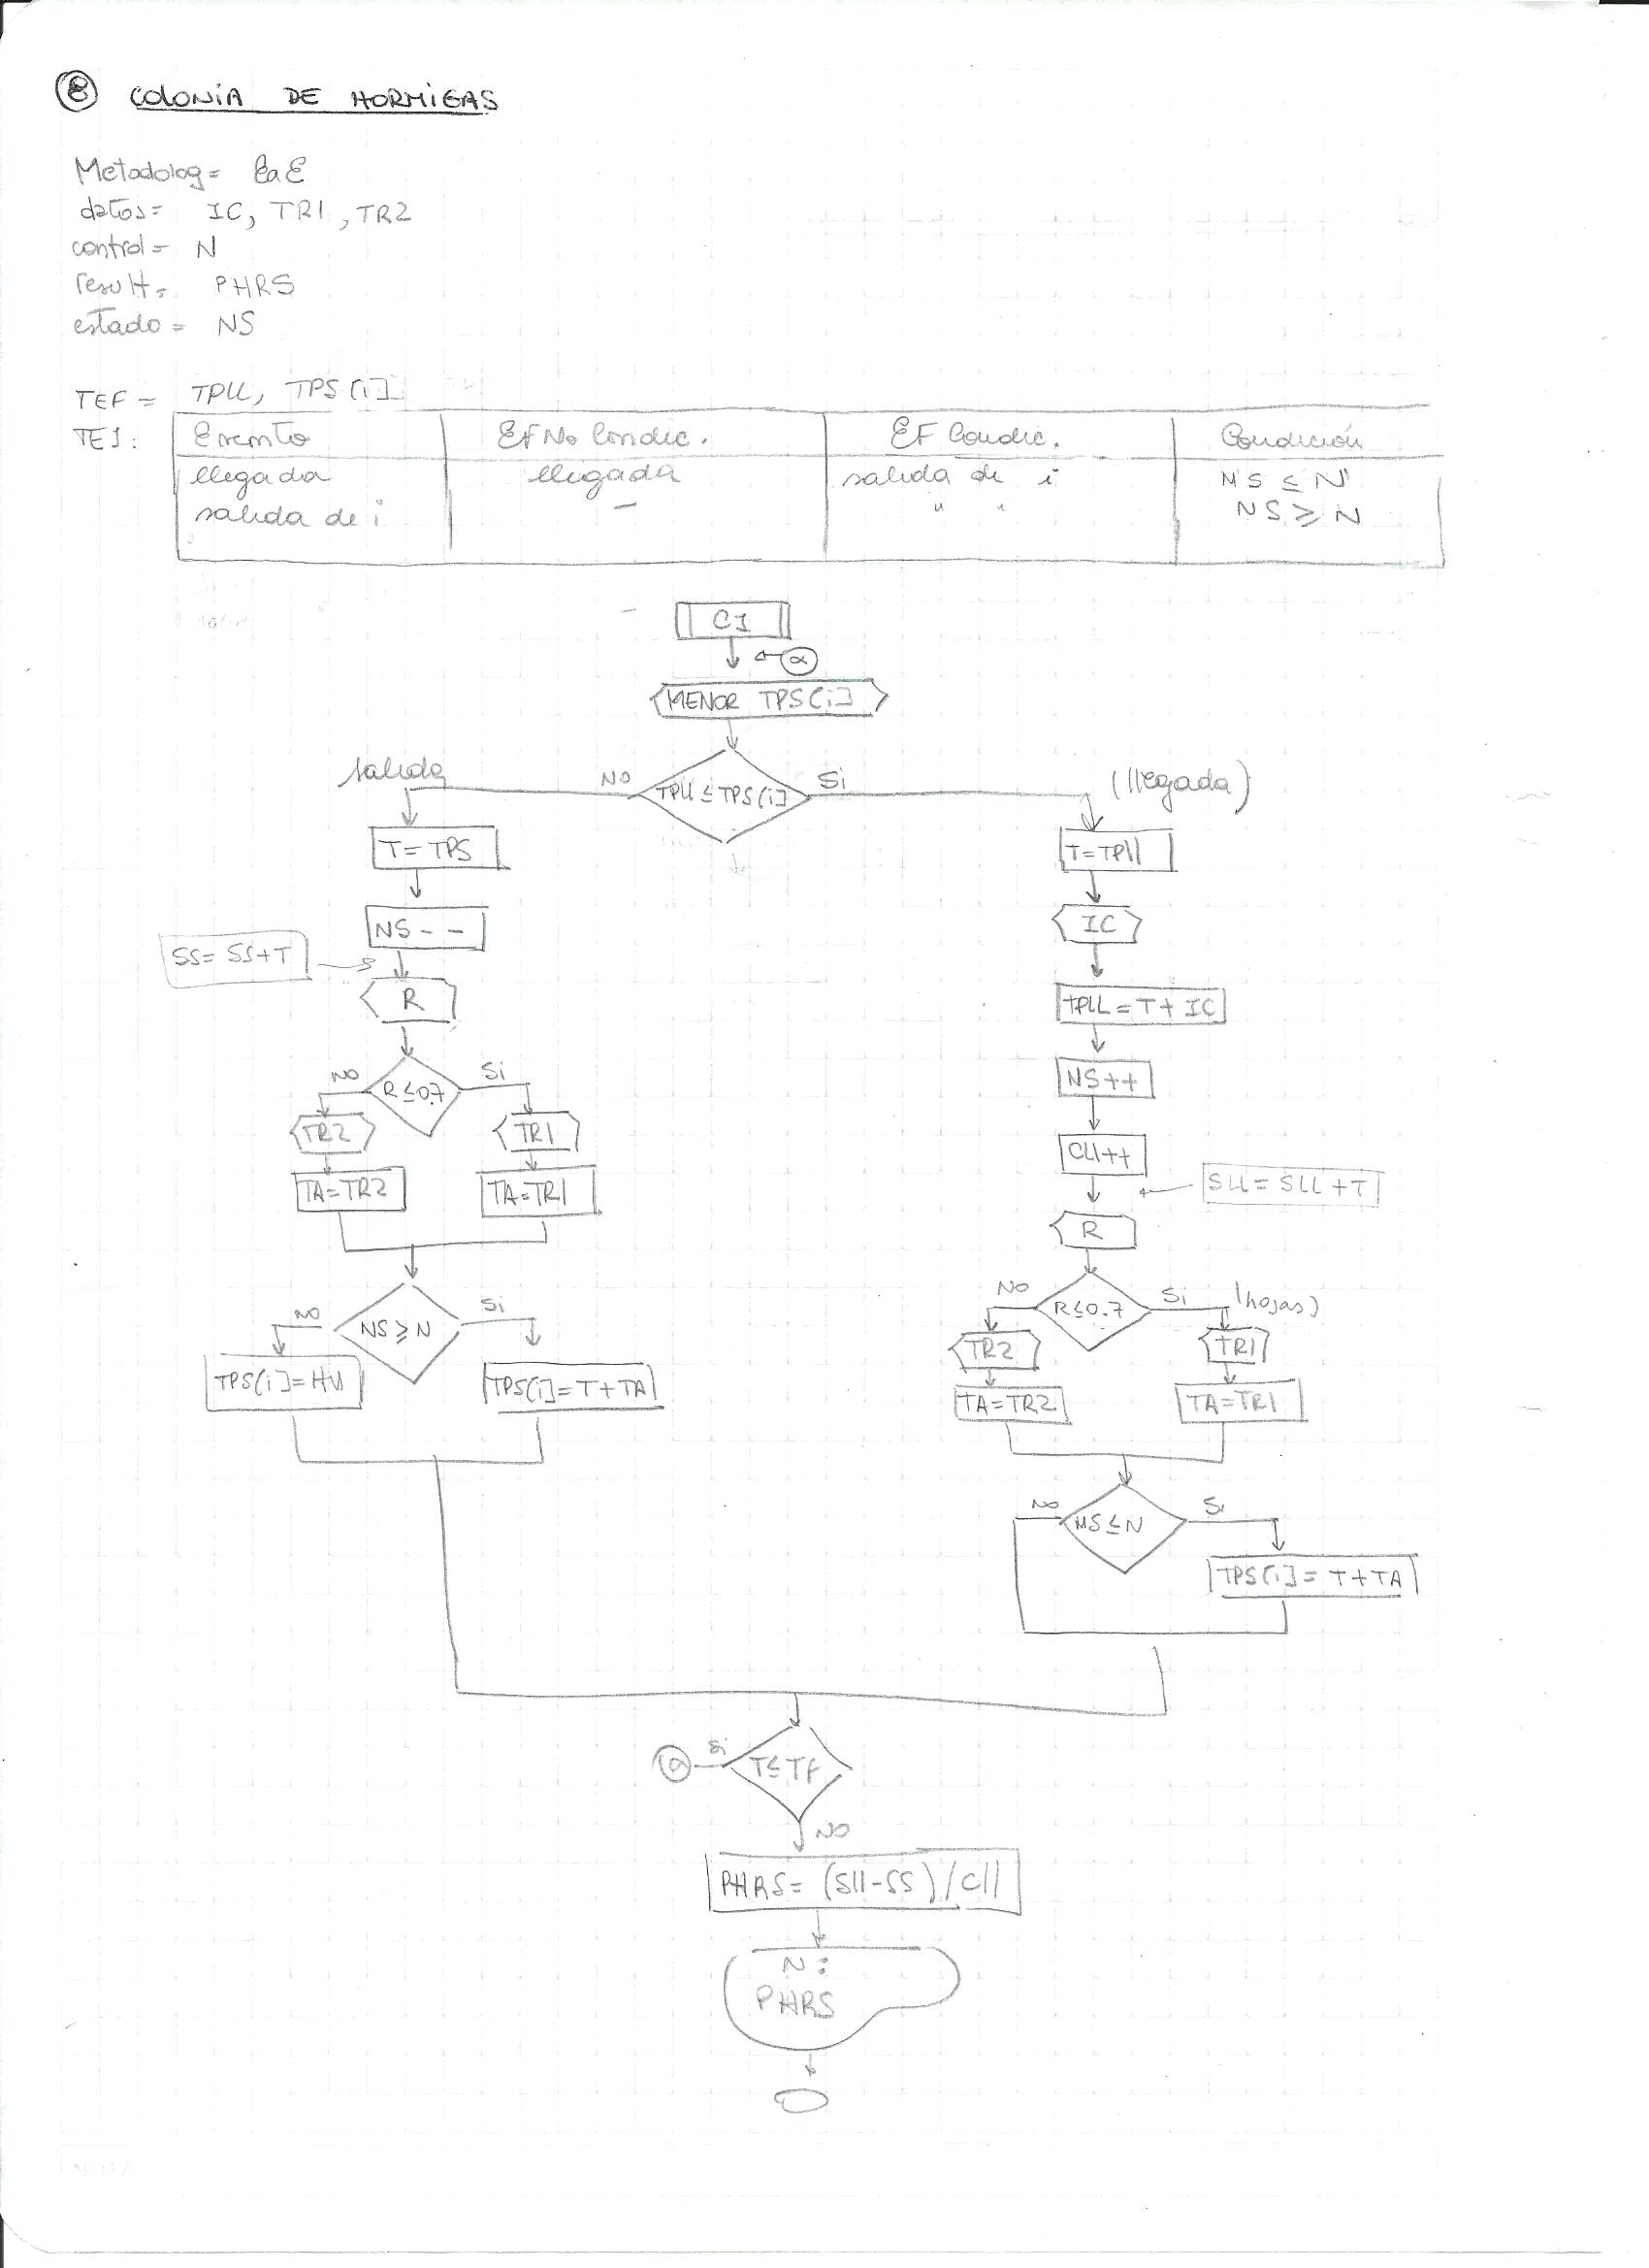 8 COLONIA DE HORMIGAS
Metodolog= EaE
datos= IC, TR1, TR2
control= N
result= PHRS
estado= NS
TEF= TPLL, TPS[i]
TEI: Evento Ef No Condic. EF Condic. Condición
llegada llegada salida de i NS ≤ N
salida de i — " " NS ≥ N
CI
α
MENOR TPS[i]
salida NO TPLL ≤ TPS[i] Si (llegada)
T=TPS T=TPll
NS-- IC
SS= SS+T
R TPLL=T+IC
NS++
NO R≤0.7 Si
TR2 TR1 CLL++
TA=TR2 TA=TR1 SLL=SLL+T
R
NO NS≥N Si NO R≤0.7 Si (hojas)
TR2 TR1
TPS[i]=HV TPS[i]=T+TA TA=TR2 TA=TR1
NO NS≤N Si
TPS[i]=T+TA
α Si T≤TF
NO
PHRS= (Sll-SS)/Cll
N:
PHRS